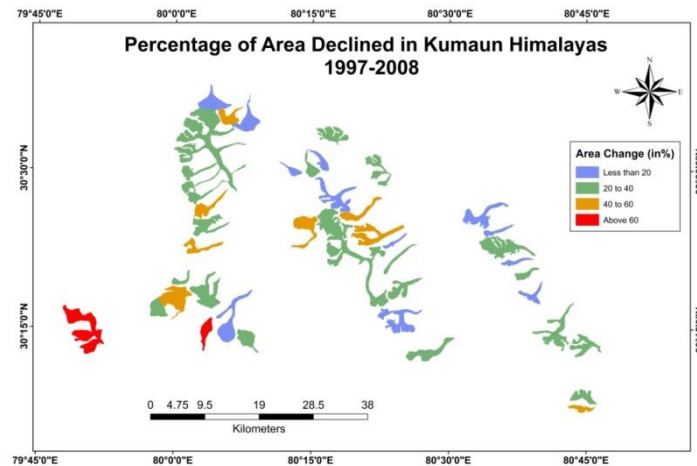 79°45'0"E 80°0'0"E 80°15'0"E 80°30'0"E 80°45'0"E
Percentage of Area Declined in Kumaun Himalayas
1997-2008
N
W E
S
Area Change (in%)
Less than 20
20 to 40
40 to 60
Above 60
30°30'0"N
30°15'0"N
0 4.75 9.5 19 28.5 38
Kilometers
79°45'0"E 80°0'0"E 80°15'0"E 80°30'0"E 80°45'0"E